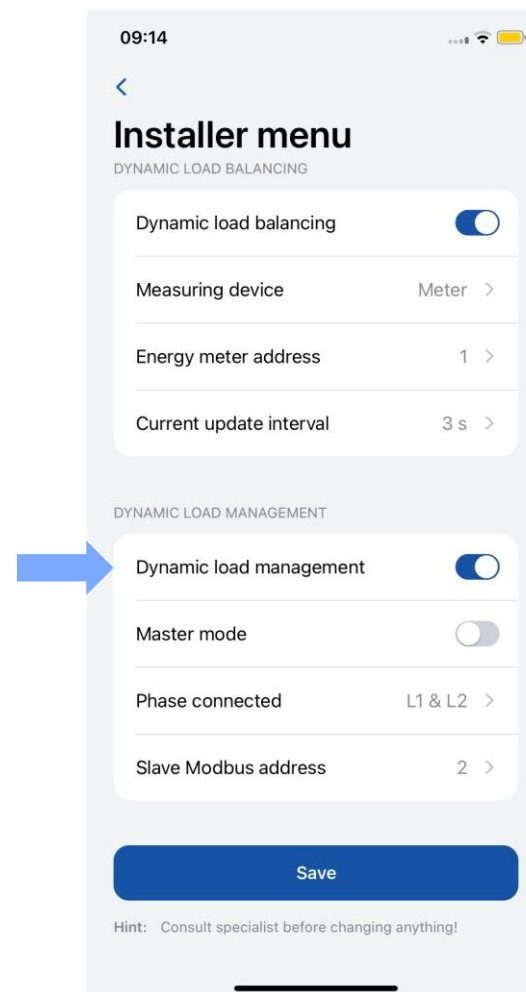 09:14
Installer menu
DYNAMIC LOAD BALANCING
Dynamic load balancing
Measuring device Meter
Energy meter address 1
Current update interval 3 s
DYNAMIC LOAD MANAGEMENT
Dynamic load management
Master mode
Phase connected L1 & L2
Slave Modbus address 2
Save
Hint: Consult specialist before changing anything!